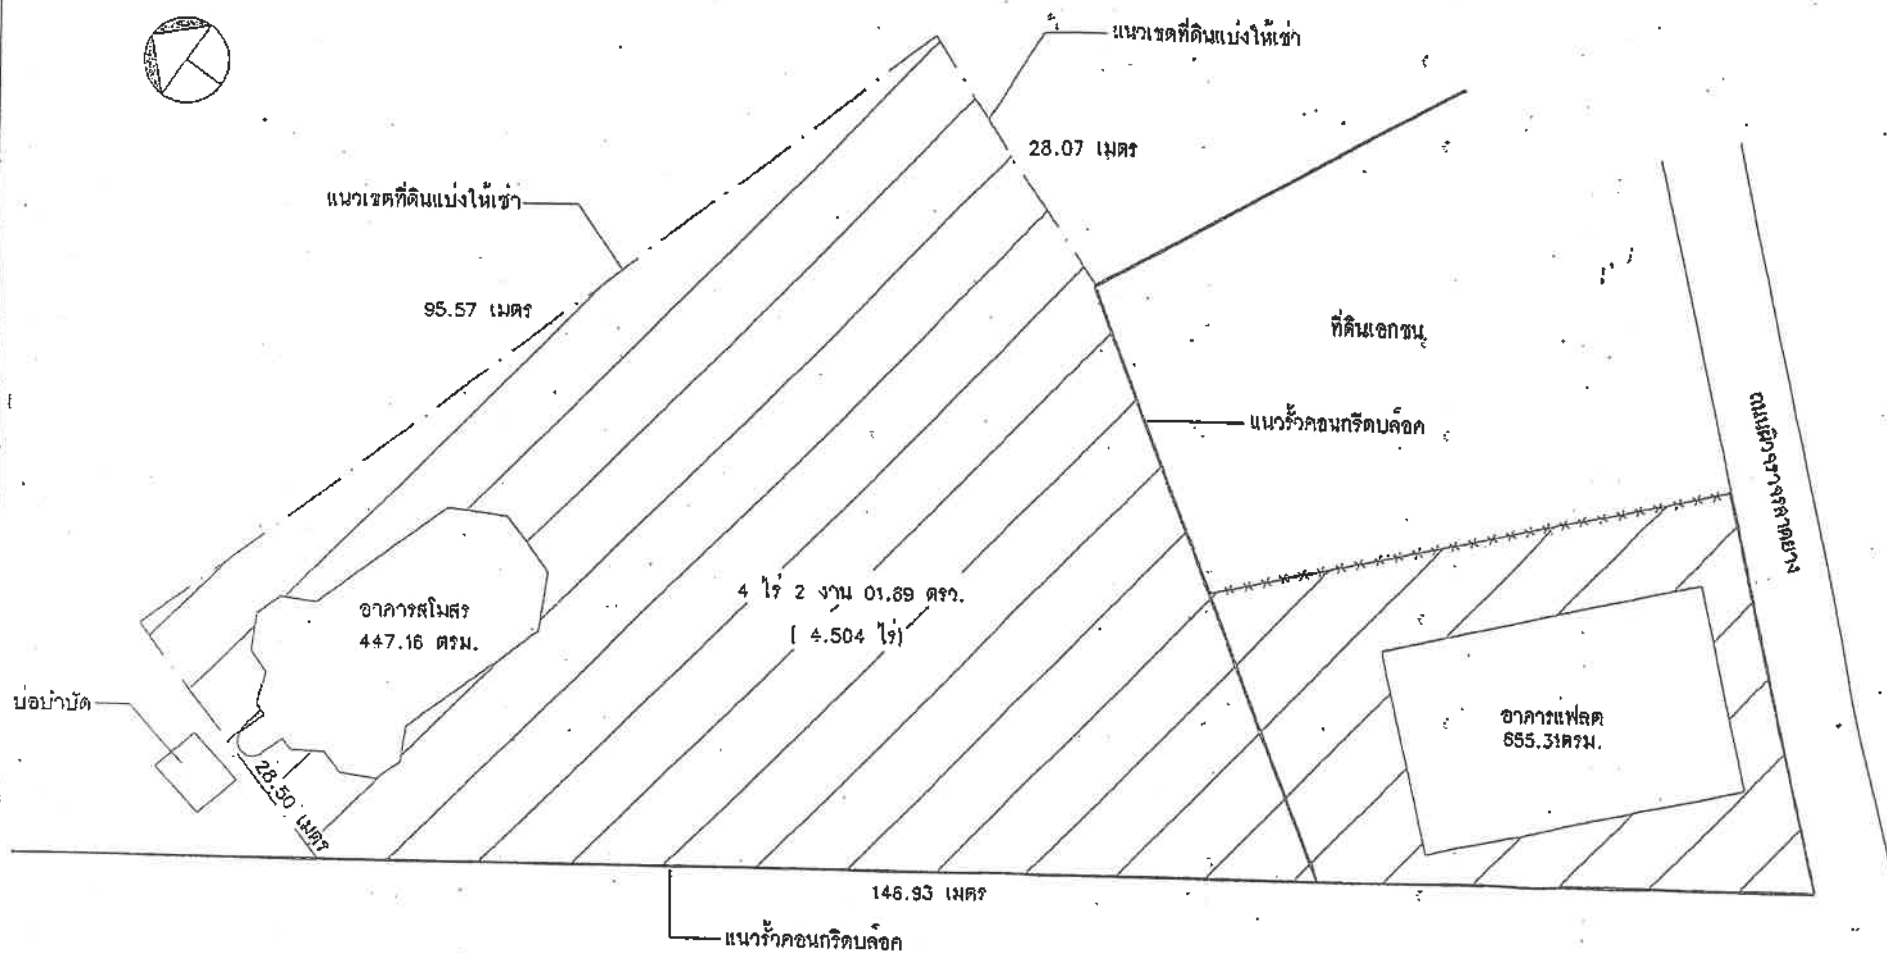 แนวเขตที่ดินแบ่งให้เช่า
28.07 เมตร
แนวเขตที่ดินแบ่งให้เช่า
95.57 เมตร
ที่ดินเอกชน
แนวรั้วคอนกรีตบล็อค
ถนนผิวจราจรลาดยาง
4 ไร่ 2 งาน 01.69 ตรว.
( 4.504 ไร่)
อาคารสโมสร
447.16 ตรม.
บ่อบำบัด
อาคารแฟลต
655.31ตรม.
28.50 เมตร
146.93 เมตร
แนวรั้วคอนกรีตบล็อค